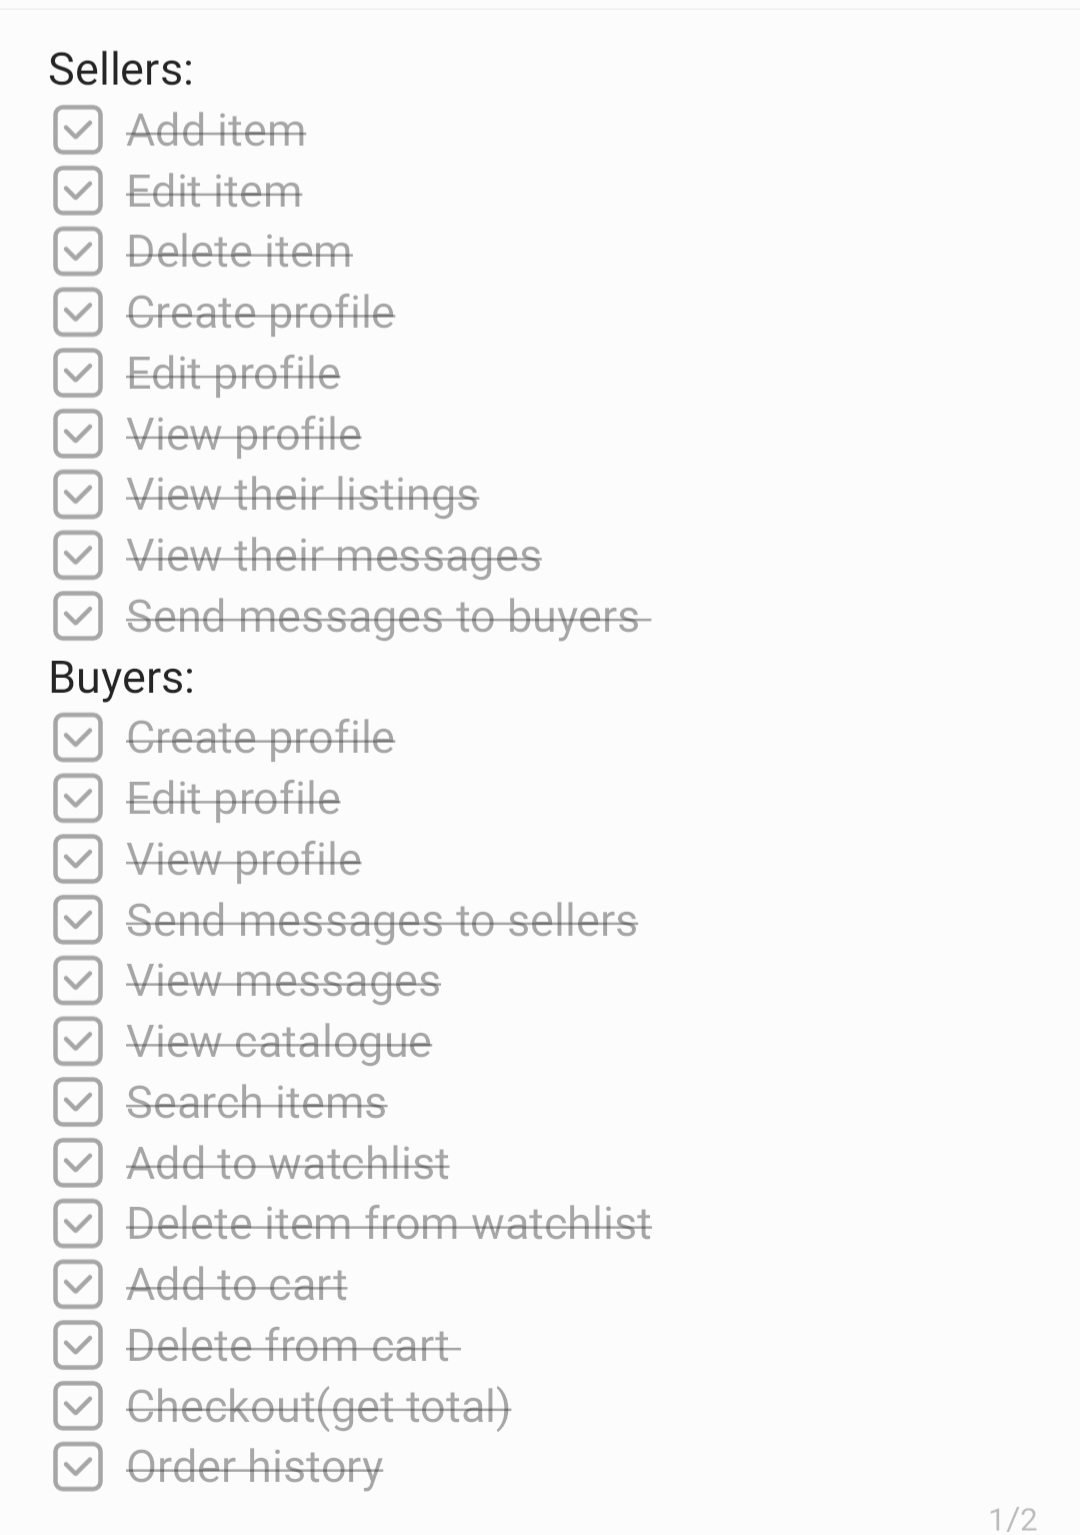 Sellers:
Add item
Edit item
Delete item
Create profile
Edit profile
View profile
View their listings
View their messages
Send messages to buyers
Buyers:
Create profile
Edit profile
View profile
Send messages to sellers
View messages
View catalogue
Search items
Add to watchlist
Delete item from watchlist
Add to cart
Delete from cart
Checkout(get total)
Order history
1/2